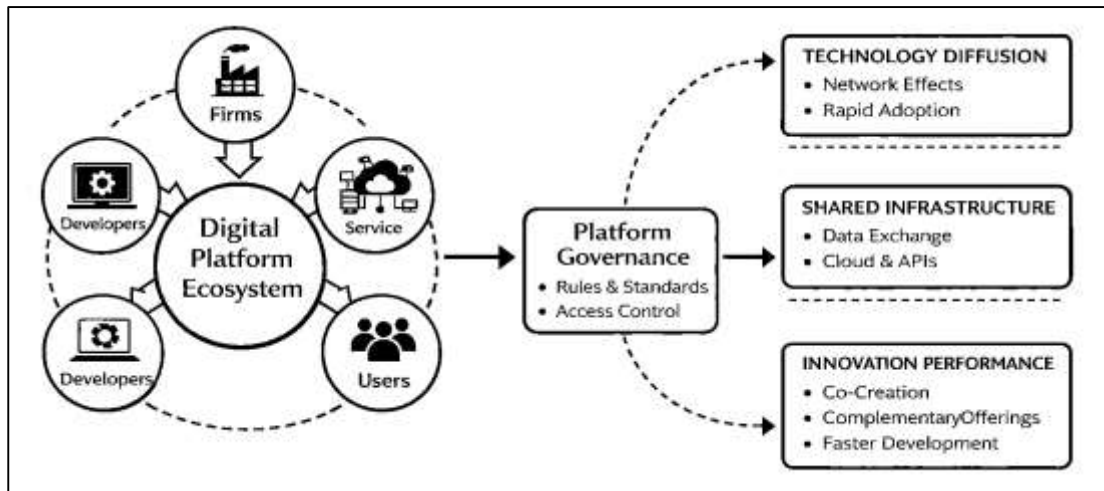 Firms
Developers
Service
Digital
Platform
Ecosystem
Developers
Users
Platform
Governance
• Rules & Standards
• Access Control
TECHNOLOGY DIFFUSION
• Network Effects
• Rapid Adoption
SHARED INFRASTRUCTURE
• Data Exchange
• Cloud & APIs
INNOVATION PERFORMANCE
• Co-Creation
• ComplementaryOfferings
• Faster Development